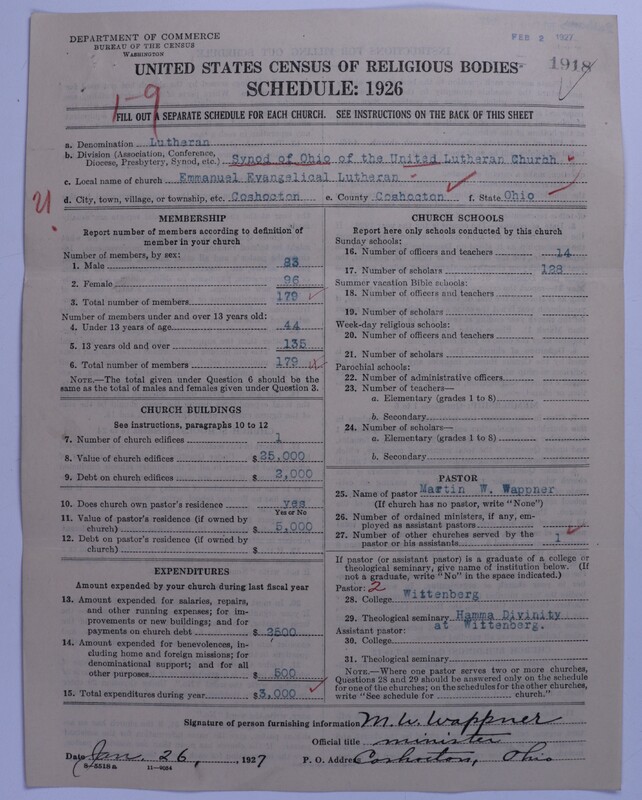 DEPARTMENT OF COMMERCE
BUREAU OF THE CENSUS
WASHINGTON
FEB 2 1927
1918
UNITED STATES CENSUS OF RELIGIOUS BODIES
SCHEDULE: 1926
1-9
FILL OUT A SEPARATE SCHEDULE FOR EACH CHURCH. SEE INSTRUCTIONS ON THE BACK OF THIS SHEET
a. Denomination Lutheran
b. Division (Association, Conference, Diocese, Presbytery, Synod, etc.) Synod of Ohio of the United Lutheran Church
c. Local name of church Emmanuel Evangelical Lutheran
d. City, town, village, or township, etc. Coshocton e. County Coshocton f. State Ohio
MEMBERSHIP
Report number of members according to definition of
member in your church
Number of members, by sex:
1. Male 83
2. Female 96
3. Total number of members 179
Number of members under and over 13 years old:
4. Under 13 years of age 44
5. 13 years old and over 135
6. Total number of members 179
NOTE.—The total given under Question 6 should be the
same as the total of males and females given under Question 3.
CHURCH BUILDINGS
See instructions, paragraphs 10 to 12
7. Number of church edifices 1
8. Value of church edifices $25,000
9. Debt on church edifices $ 2,000
10. Does church own pastor's residence yes
Yes or No
11. Value of pastor's residence (if owned by
church) $ 5,000
12. Debt on pastor's residence (if owned by
church) $
EXPENDITURES
Amount expended by your church during last fiscal year
13. Amount expended for salaries, repairs,
and other running expenses; for im-
provements or new buildings; and for
payments on church debt $ 2500
14. Amount expended for benevolences, in-
cluding home and foreign missions; for
denominational support; and for all
other purposes 500
15. Total expenditures during year $3,000
CHURCH SCHOOLS
Report here only schools conducted by this church
Sunday schools:
16. Number of officers and teachers 14
17. Number of scholars 128
Summer vacation Bible schools:
18. Number of officers and teachers
19. Number of scholars
Week-day religious schools:
20. Number of officers and teachers
21. Number of scholars
Parochial schools:
22. Number of administrative officers
23. Number of teachers—
a. Elementary (grades 1 to 8)
b. Secondary
24. Number of scholars—
a. Elementary (grades 1 to 8)
b. Secondary
PASTOR
25. Name of pastor Martin W. Wappner
(If church has no pastor, write "None")
26. Number of ordained ministers, if any, em-
ployed as assistant pastors
27. Number of other churches served by the
pastor or his assistants 1
If pastor (or assistant pastor) is a graduate of a college or
theological seminary, give name of institution below. (If
not a graduate, write "No" in the space indicated.)
Pastor: 2
28. College Wittenberg
29. Theological seminary Hamma Divinity
Assistant pastor: at Wittenberg.
30. College
31. Theological seminary
NOTE.—Where one pastor serves two or more churches,
Questions 28 and 29 should be answered only on the schedule
for one of the churches; on the schedules for the other churches,
write "See schedule for church."
Signature of person furnishing information M. W. Wappner
Official title minister
Date Jan. 26, 1927 P. O. Address Coshocton, Ohio
8-5518a 11-9054